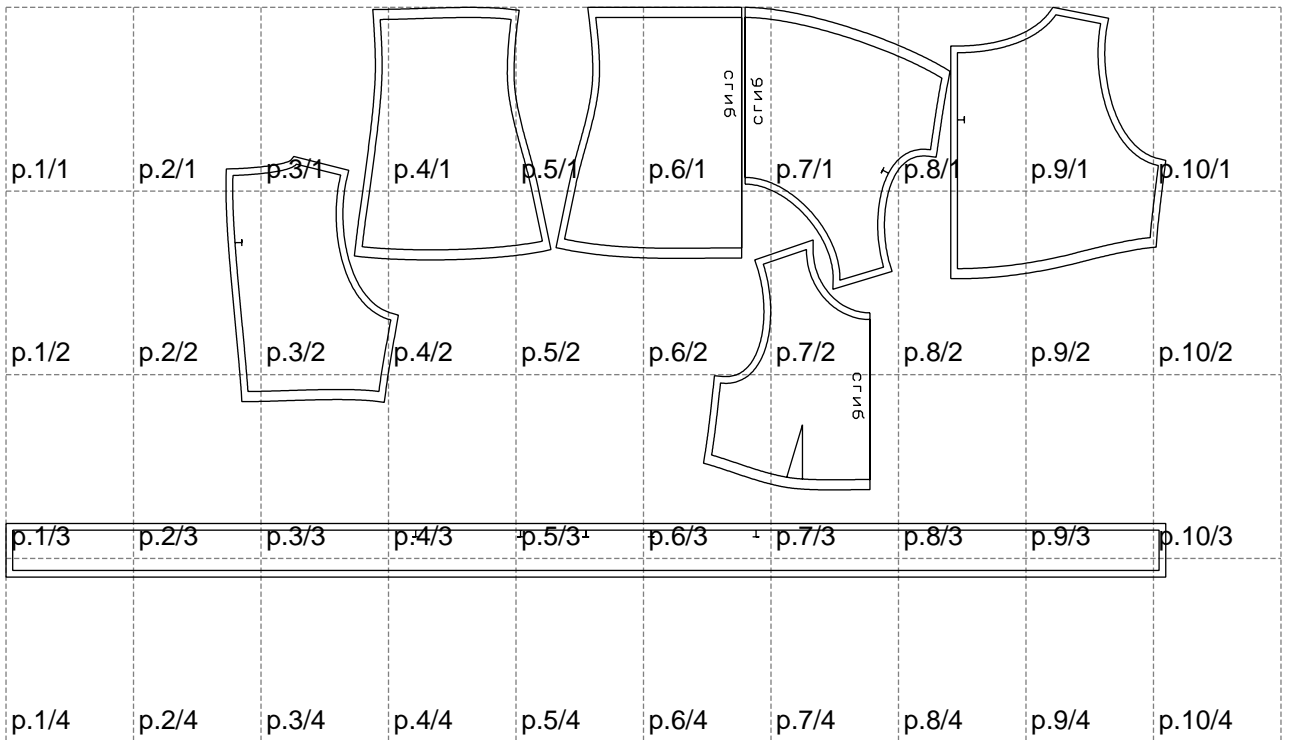 сгиб
сгиб
p.1/1 p.2/1 p.3/1 p.4/1 p.5/1 p.6/1 p.7/1 p.8/1 p.9/1 p.10/1
p.1/2 p.2/2 p.3/2 p.4/2 p.5/2 p.6/2 p.7/2 p.8/2 p.9/2 p.10/2
сгиб
p.1/3 p.2/3 p.3/3 p.4/3 p.5/3 p.6/3 p.7/3 p.8/3 p.9/3 p.10/3
p.1/4 p.2/4 p.3/4 p.4/4 p.5/4 p.6/4 p.7/4 p.8/4 p.9/4 p.10/4